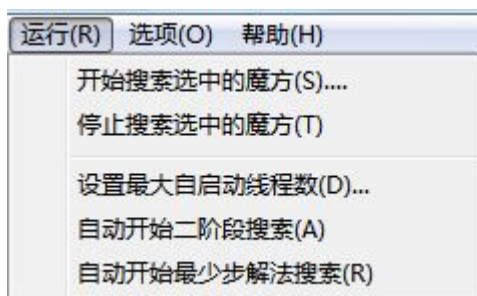 运行(R) 选项(O) 帮助(H)
开始搜索选中的魔方(S)....
停止搜索选中的魔方(T)
设置最大自启动线程数(D)...
自动开始二阶段搜索(A)
自动开始最少步解法搜索(R)